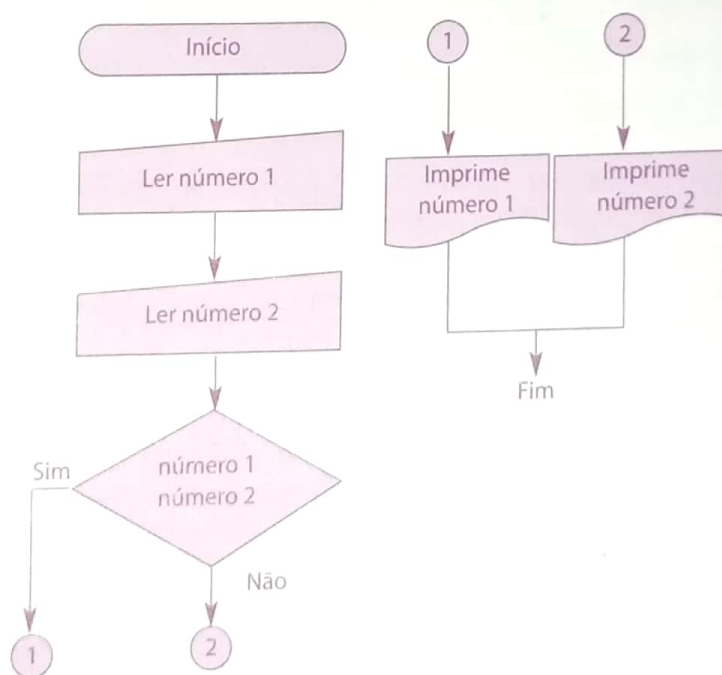 Início
Ler número 1
Ler número 2
número 1
número 2
Sim
Não
1
2
1
2
Imprime
número 1
Imprime
número 2
Fim